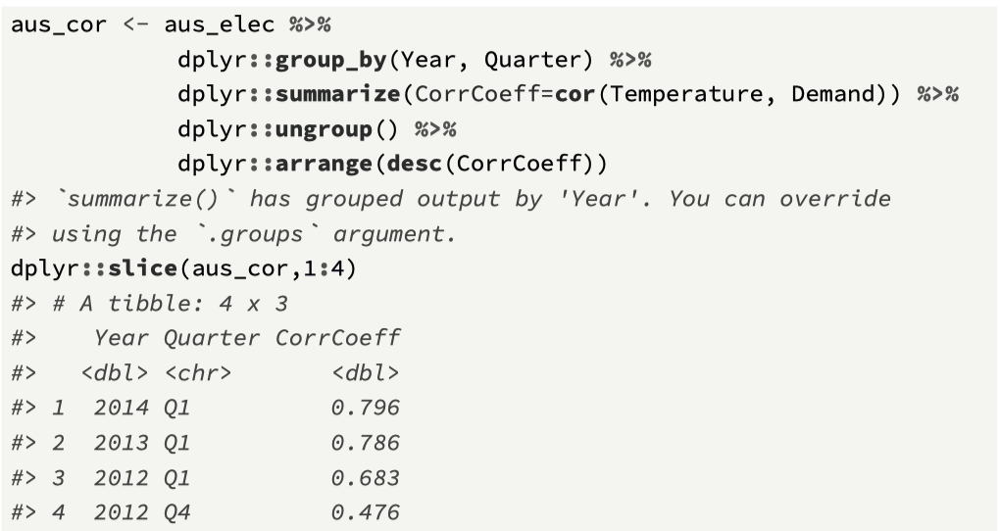 aus_cor <- aus_elec %>%
            dplyr::group_by(Year, Quarter) %>%
            dplyr::summarize(CorrCoeff=cor(Temperature, Demand)) %>%
            dplyr::ungroup() %>%
            dplyr::arrange(desc(CorrCoeff))
#> `summarize()` has grouped output by 'Year'. You can override
#> using the `.groups` argument.
dplyr::slice(aus_cor,1:4)
#> # A tibble: 4 x 3
#>    Year Quarter CorrCoeff
#>   <dbl> <chr>       <dbl>
#> 1  2014 Q1          0.796
#> 2  2013 Q1          0.786
#> 3  2012 Q1          0.683
#> 4  2012 Q4          0.476